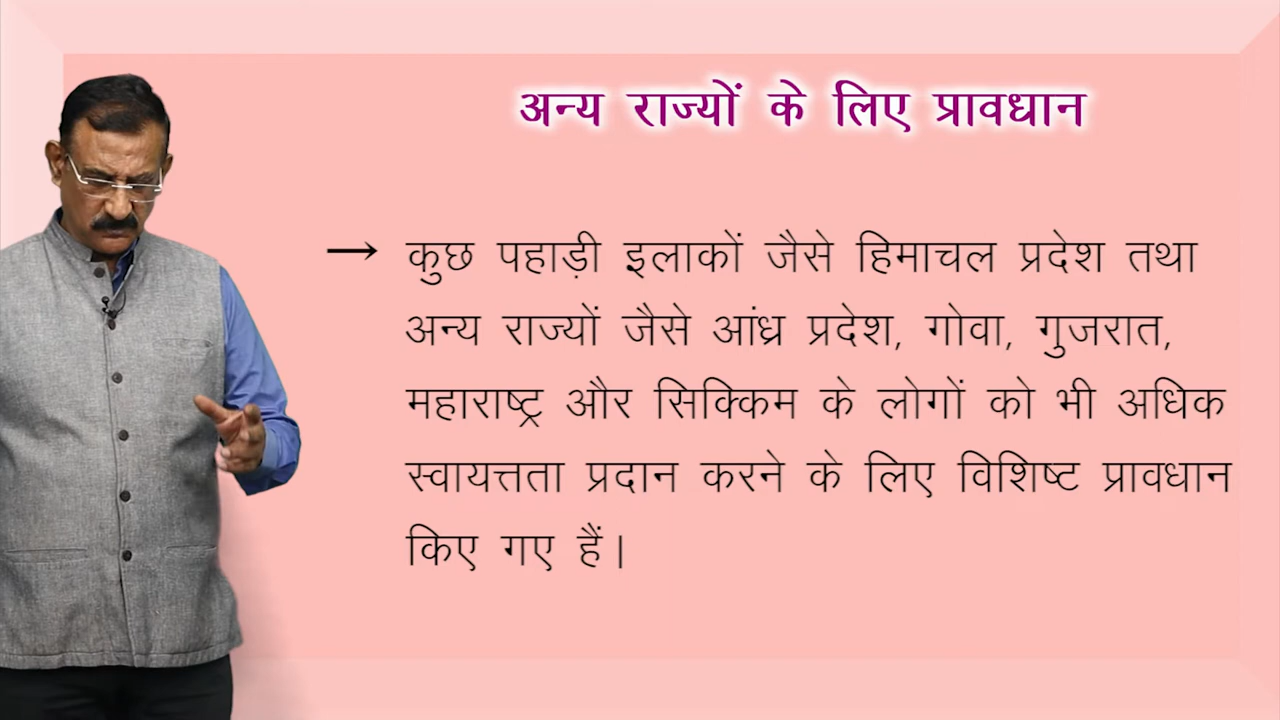 अन्य राज्यों के लिए प्रावधान
→ कुछ पहाड़ी इलाकों जैसे हिमाचल प्रदेश तथा
अन्य राज्यों जैसे आंध्र प्रदेश, गोवा, गुजरात,
महाराष्ट्र और सिक्किम के लोगों को भी अधिक
स्वायत्तता प्रदान करने के लिए विशिष्ट प्रावधान
किए गए हैं।